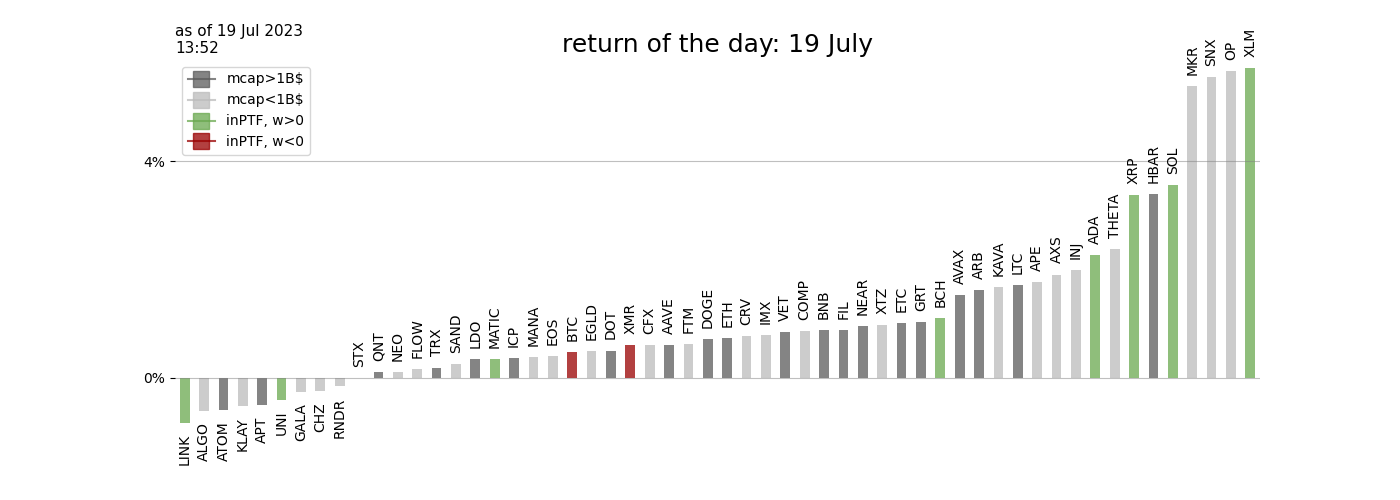 as of 19 Jul 2023
13:52
return of the day: 19 July
mcap>1B$
mcap<1B$
inPTF, w>0
inPTF, w<0
4%
0%
LINK
ALGO
ATOM
KLAY
APT
UNI
GALA
CHZ
RNDR
STX
QNT
NEO
FLOW
TRX
SAND
LDO
MATIC
ICP
MANA
EOS
BTC
EGLD
DOT
XMR
CFX
AAVE
FTM
DOGE
ETH
CRV
IMX
VET
COMP
BNB
FIL
NEAR
XTZ
ETC
GRT
BCH
AVAX
ARB
KAVA
LTC
APE
AXS
INJ
ADA
THETA
XRP
HBAR
SOL
MKR
SNX
OP
XLM